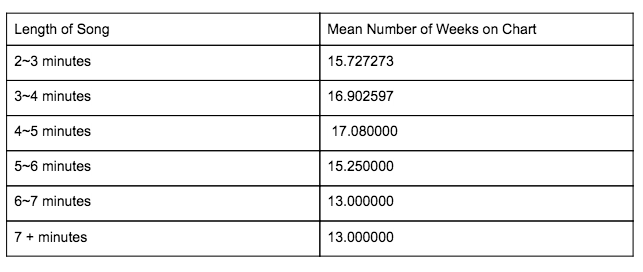 Length of Song Mean Number of Weeks on Chart
2~3 minutes 15.727273
3~4 minutes 16.902597
4~5 minutes 17.080000
5~6 minutes 15.250000
6~7 minutes 13.000000
7 + minutes 13.000000